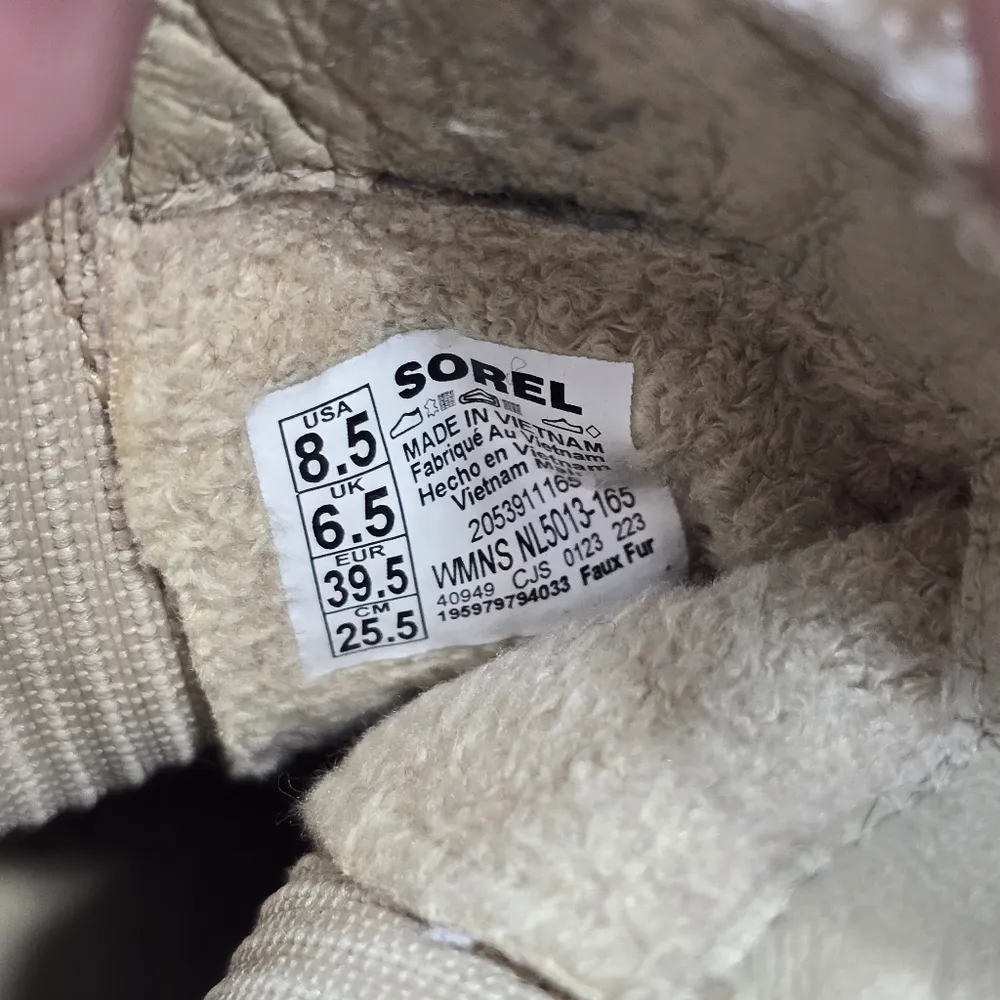 SOREL
USA
8.5
UK
6.5
EUR
39.5
CM
25.5
MADE IN VIETNAM
Fabriqué Au Vietnam
Hecho en Vietnam
Vietnam
2053911165
WMNS NL5013-165
40949 CJS 0123 223
195979794033 Faux Fur